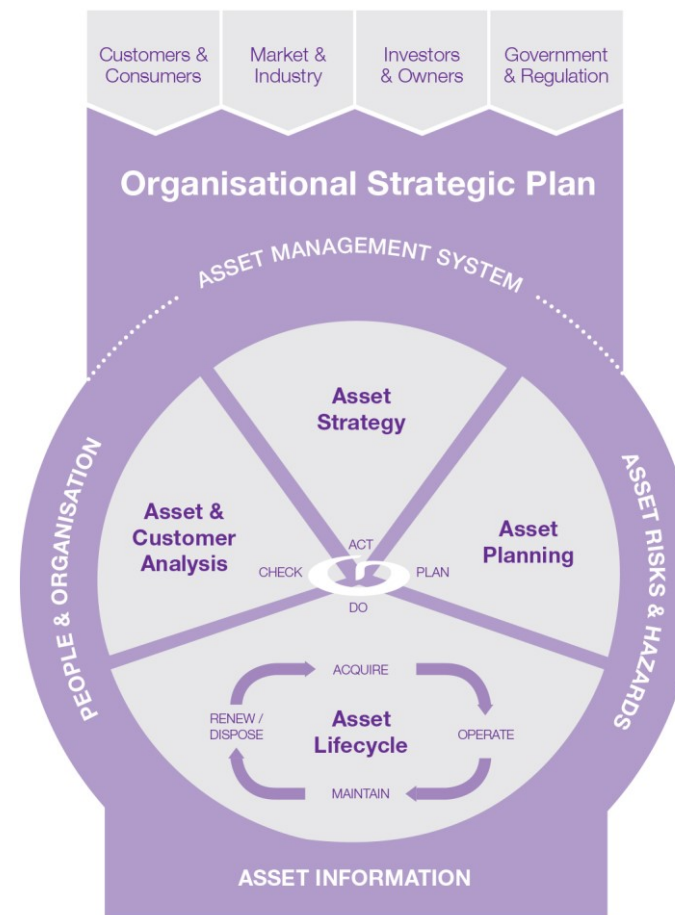 Customers &
Consumers
Market &
Industry
Investors
& Owners
Government
& Regulation
Organisational Strategic Plan
ASSET MANAGEMENT SYSTEM
PEOPLE & ORGANISATION
ASSET RISKS & HAZARDS
Asset
Strategy
Asset &
Customer
Analysis
Asset
Planning
ACT
CHECK
PLAN
DO
ACQUIRE
RENEW /
DISPOSE
Asset
Lifecycle
OPERATE
MAINTAIN
ASSET INFORMATION